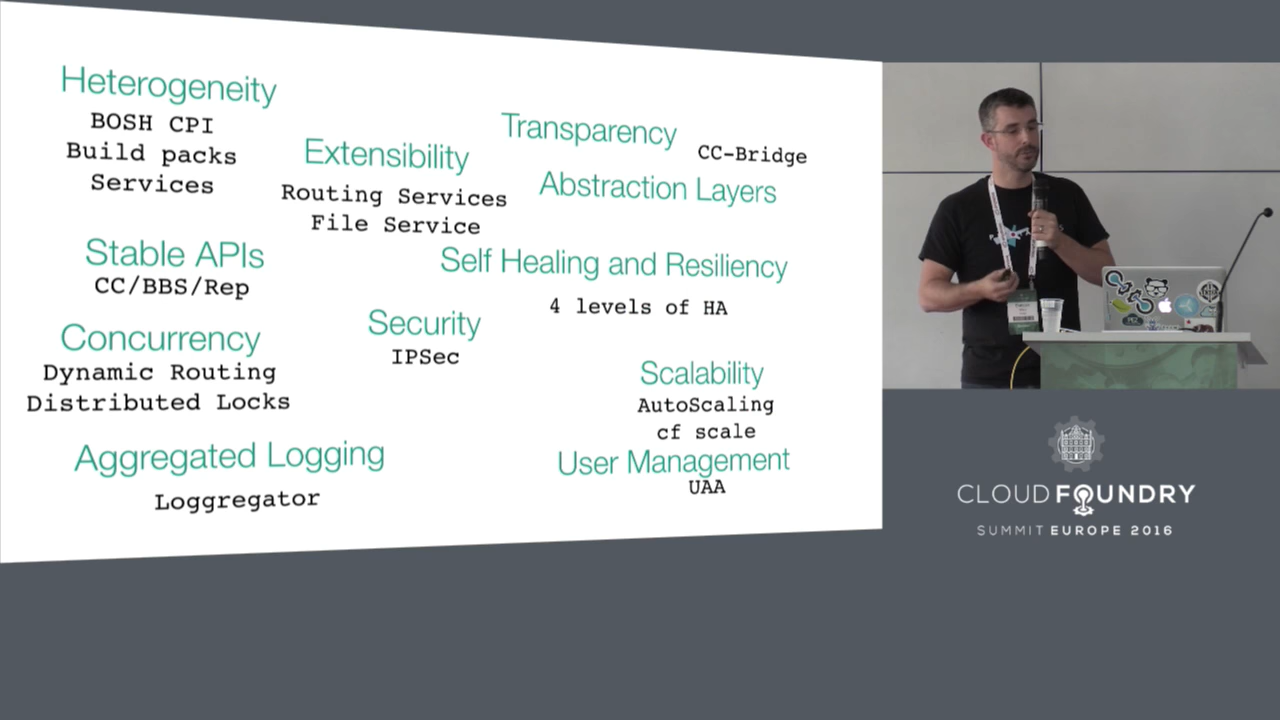 Heterogeneity
BOSH CPI
Build packs
Services
Extensibility
Routing Services
File Service
Transparency
CC-Bridge
Abstraction Layers
Stable APIs
CC/BBS/Rep
Self Healing and Resiliency
4 levels of HA
Concurrency
Dynamic Routing
Distributed Locks
Security
IPSec
Scalability
AutoScaling
cf scale
Aggregated Logging
Loggregator
User Management
UAA
CLOUD FOUNDRY
SUMMIT EUROPE 2016